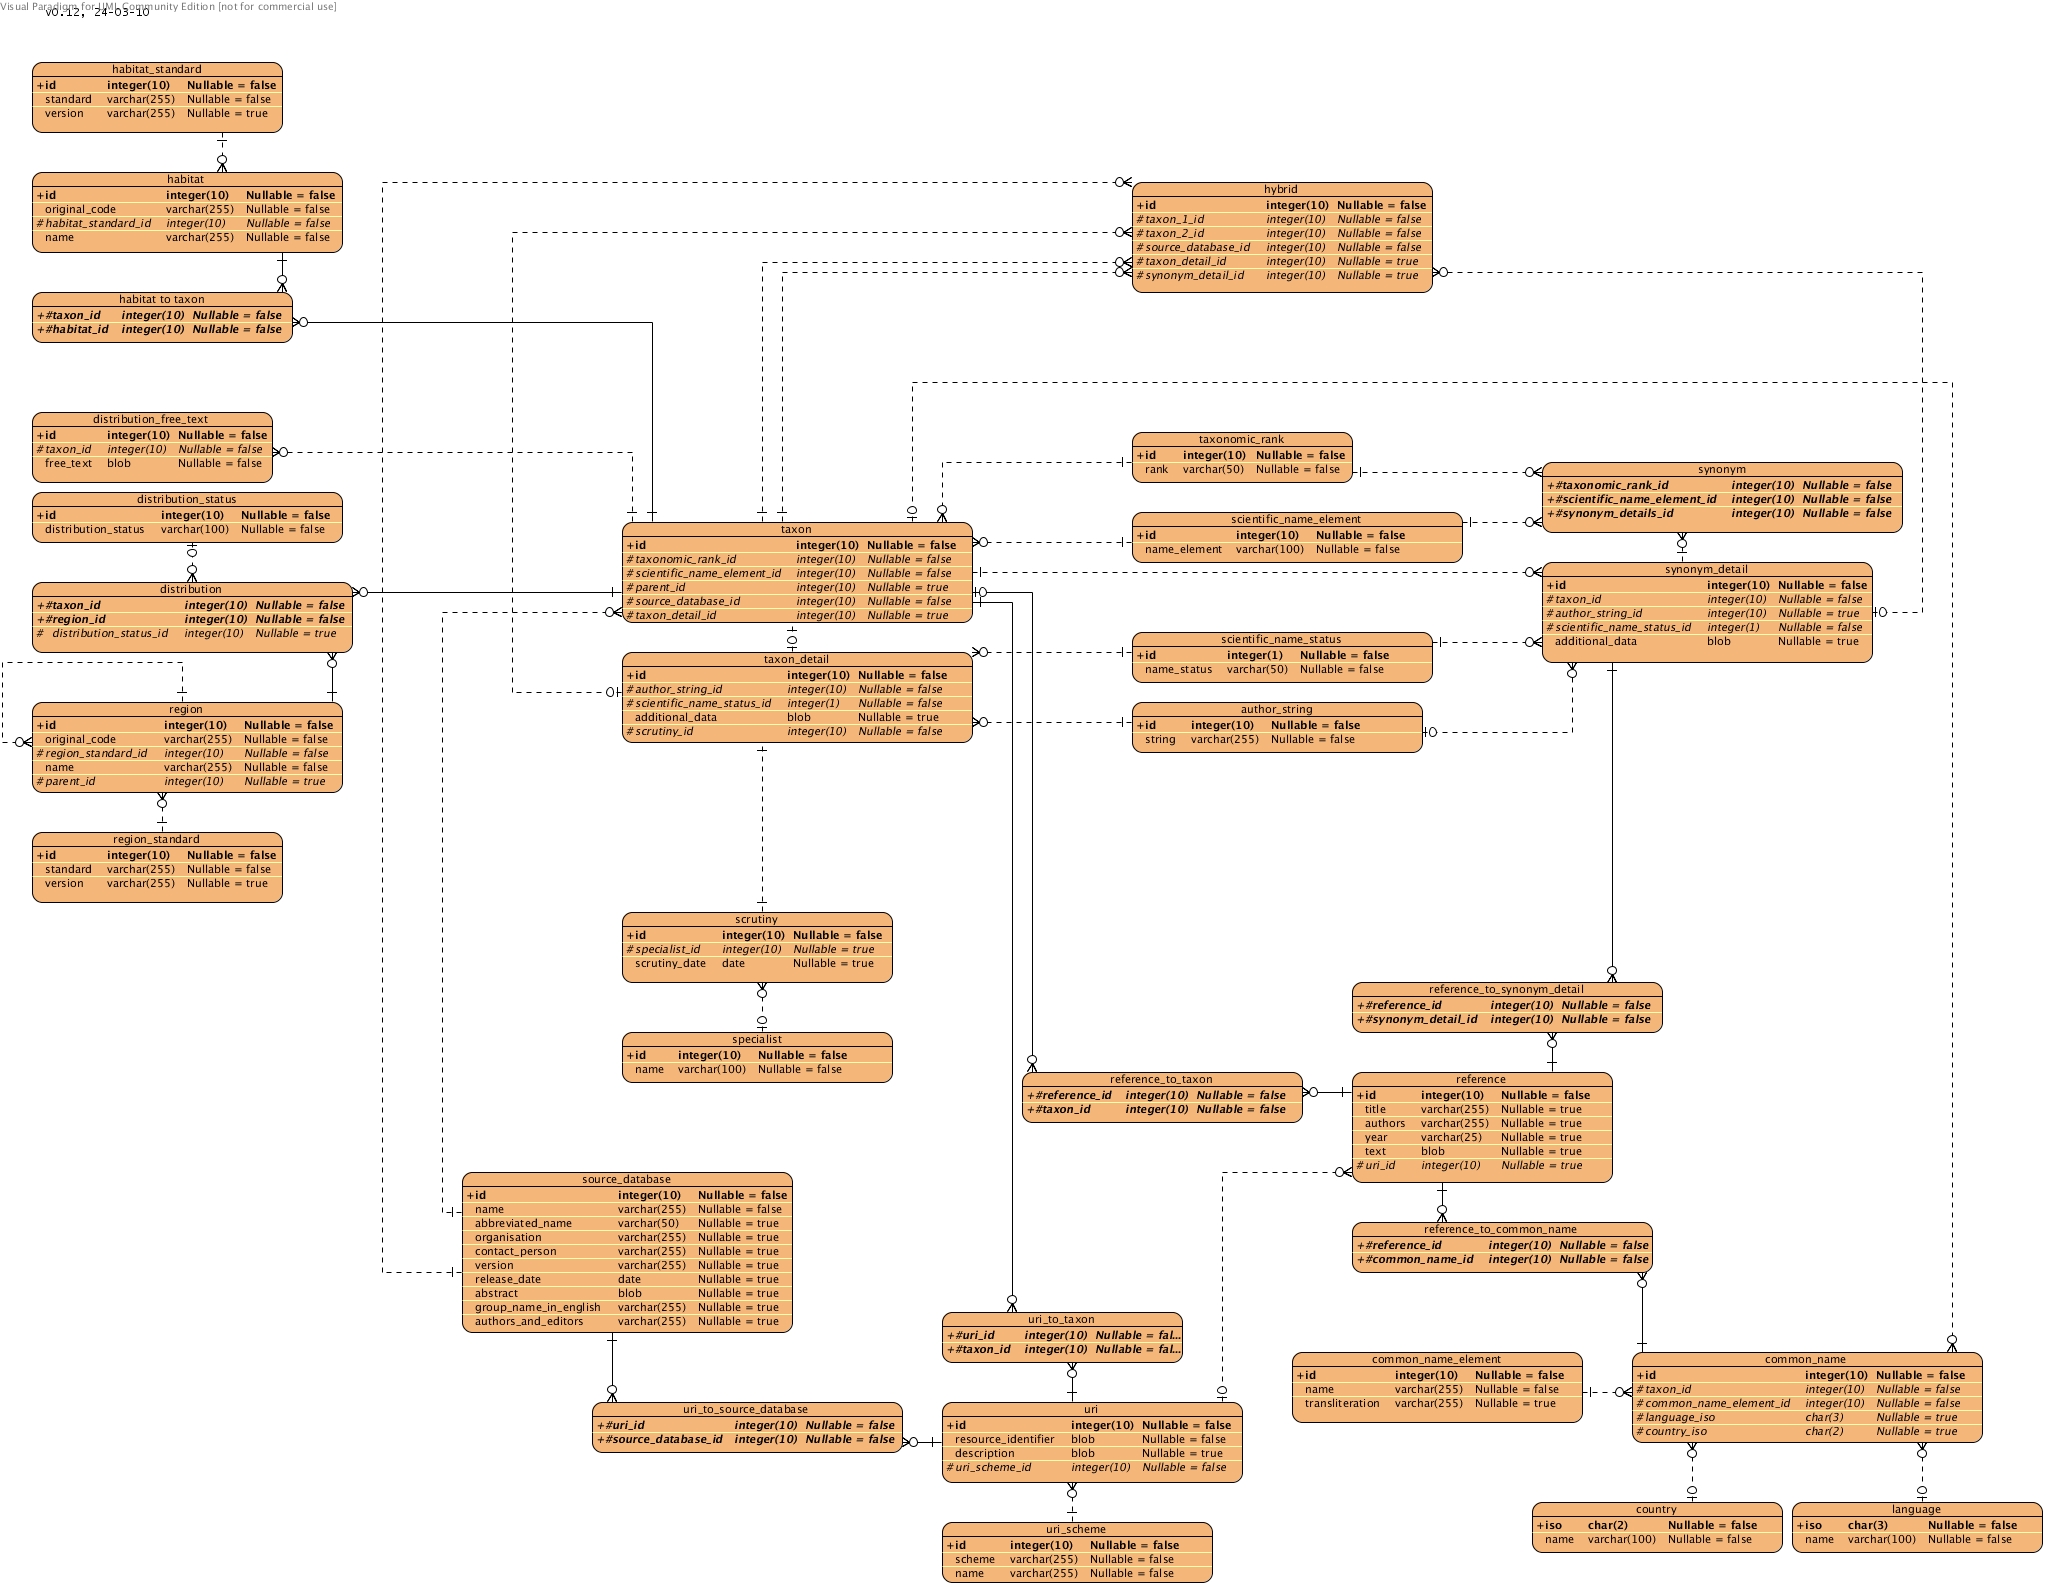 Visual Paradigm for UML Community Edition [not for commercial use]
v0.12, 24-03-10
habitat_standard
+id integer(10) Nullable = false
standard varchar(255) Nullable = false
version varchar(255) Nullable = true
habitat
+id integer(10) Nullable = false
original_code varchar(255) Nullable = false
#habitat_standard_id integer(10) Nullable = false
name varchar(255) Nullable = false
habitat to taxon
+#taxon_id integer(10) Nullable = false
+#habitat_id integer(10) Nullable = false
hybrid
+id integer(10) Nullable = false
#taxon_1_id integer(10) Nullable = false
#taxon_2_id integer(10) Nullable = false
#source_database_id integer(10) Nullable = false
#taxon_detail_id integer(10) Nullable = true
#synonym_detail_id integer(10) Nullable = true
distribution_free_text
+id integer(10) Nullable = false
#taxon_id integer(10) Nullable = false
free_text blob Nullable = false
distribution_status
+id integer(10) Nullable = false
distribution_status varchar(100) Nullable = false
distribution
+#taxon_id integer(10) Nullable = false
+#region_id integer(10) Nullable = false
# distribution_status_id integer(10) Nullable = true
region
+id integer(10) Nullable = false
original_code varchar(255) Nullable = false
#region_standard_id integer(10) Nullable = false
name varchar(255) Nullable = false
#parent_id integer(10) Nullable = true
region_standard
+id integer(10) Nullable = false
standard varchar(255) Nullable = false
version varchar(255) Nullable = true
taxon
+id integer(10) Nullable = false
#taxonomic_rank_id integer(10) Nullable = false
#scientific_name_element_id integer(10) Nullable = false
#parent_id integer(10) Nullable = true
#source_database_id integer(10) Nullable = false
#taxon_detail_id integer(10) Nullable = true
taxon_detail
+id integer(10) Nullable = false
#author_string_id integer(10) Nullable = false
#scientific_name_status_id integer(1) Nullable = false
additional_data blob Nullable = true
#scrutiny_id integer(10) Nullable = false
taxonomic_rank
+id integer(10) Nullable = false
rank varchar(50) Nullable = false
scientific_name_element
+id integer(10) Nullable = false
name_element varchar(100) Nullable = false
scientific_name_status
+id integer(1) Nullable = false
name_status varchar(50) Nullable = false
author_string
+id integer(10) Nullable = false
string varchar(255) Nullable = false
synonym
+#taxonomic_rank_id integer(10) Nullable = false
+#scientific_name_element_id integer(10) Nullable = false
+#synonym_details_id integer(10) Nullable = false
synonym_detail
+id integer(10) Nullable = false
#taxon_id integer(10) Nullable = false
#author_string_id integer(10) Nullable = true
#scientific_name_status_id integer(1) Nullable = false
additional_data blob Nullable = true
scrutiny
+id integer(10) Nullable = false
#specialist_id integer(10) Nullable = true
scrutiny_date date Nullable = true
specialist
+id integer(10) Nullable = false
name varchar(100) Nullable = false
reference_to_synonym_detail
+#reference_id integer(10) Nullable = false
+#synonym_detail_id integer(10) Nullable = false
reference_to_taxon
+#reference_id integer(10) Nullable = false
+#taxon_id integer(10) Nullable = false
reference
+id integer(10) Nullable = false
title varchar(255) Nullable = true
authors varchar(255) Nullable = true
year varchar(25) Nullable = true
text blob Nullable = true
#uri_id integer(10) Nullable = true
source_database
+id integer(10) Nullable = false
name varchar(255) Nullable = false
abbreviated_name varchar(50) Nullable = true
organisation varchar(255) Nullable = true
contact_person varchar(255) Nullable = true
version varchar(255) Nullable = true
release_date date Nullable = true
abstract blob Nullable = true
group_name_in_english varchar(255) Nullable = true
authors_and_editors varchar(255) Nullable = true
reference_to_common_name
+#reference_id integer(10) Nullable = false
+#common_name_id integer(10) Nullable = false
uri_to_taxon
+#uri_id integer(10) Nullable = fal...
+#taxon_id integer(10) Nullable = fal...
uri_to_source_database
+#uri_id integer(10) Nullable = false
+#source_database_id integer(10) Nullable = false
uri
+id integer(10) Nullable = false
resource_identifier blob Nullable = false
description blob Nullable = true
#uri_scheme_id integer(10) Nullable = false
uri_scheme
+id integer(10) Nullable = false
scheme varchar(255) Nullable = false
name varchar(255) Nullable = false
common_name_element
+id integer(10) Nullable = false
name varchar(255) Nullable = false
transliteration varchar(255) Nullable = true
common_name
+id integer(10) Nullable = false
#taxon_id integer(10) Nullable = false
#common_name_element_id integer(10) Nullable = false
#language_iso char(3) Nullable = true
#country_iso char(2) Nullable = true
country
+iso char(2) Nullable = false
name varchar(100) Nullable = false
language
+iso char(3) Nullable = false
name varchar(100) Nullable = false